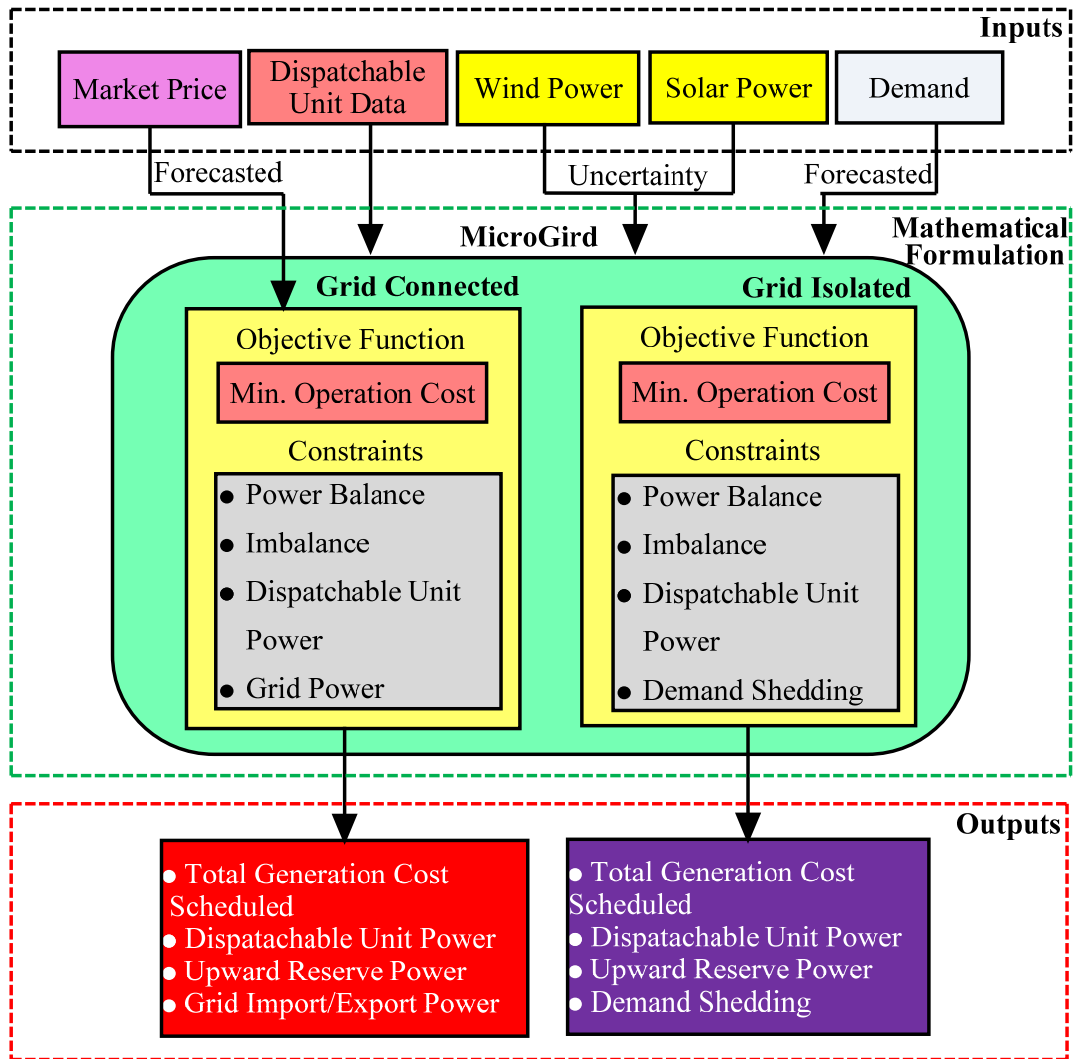 Inputs
Market Price
Dispatchable
Unit Data
Wind Power
Solar Power
Demand
Forecasted
Uncertainty
Forecasted
Mathematical
Formulation
MicroGird
Grid Connected
Objective Function
Min. Operation Cost
Constraints
● Power Balance
● Imbalance
● Dispatchable Unit
Power
● Grid Power
Grid Isolated
Objective Function
Min. Operation Cost
Constraints
● Power Balance
● Imbalance
● Dispatchable Unit
Power
● Demand Shedding
Outputs
● Total Generation Cost
Scheduled
● Dispatachable Unit Power
● Upward Reserve Power
● Grid Import/Export Power
● Total Generation Cost
Scheduled
● Dispatachable Unit Power
● Upward Reserve Power
● Demand Shedding